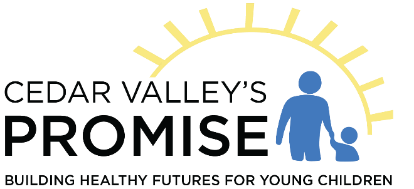 CEDAR VALLEY'S
PROMISE
BUILDING HEALTHY FUTURES FOR YOUNG CHILDREN